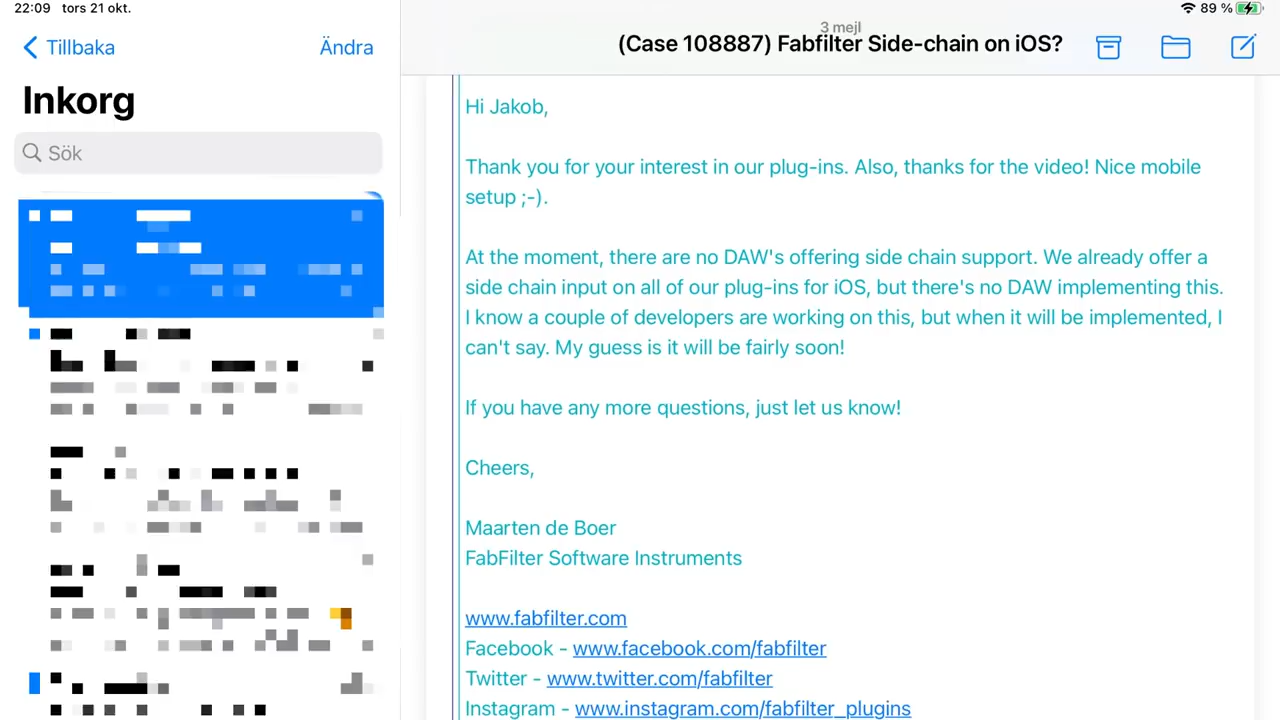 22:09 tors 21 okt.
89 %
Tillbaka
Ändra
Inkorg
Sök
3 mejl
(Case 108887) Fabfilter Side-chain on iOS?
Hi Jakob,
Thank you for your interest in our plug-ins. Also, thanks for the video! Nice mobile
setup ;-).
At the moment, there are no DAW's offering side chain support. We already offer a
side chain input on all of our plug-ins for iOS, but there's no DAW implementing this.
I know a couple of developers are working on this, but when it will be implemented, I
can't say. My guess is it will be fairly soon!
If you have any more questions, just let us know!
Cheers,
Maarten de Boer
FabFilter Software Instruments
www.fabfilter.com
Facebook - www.facebook.com/fabfilter
Twitter - www.twitter.com/fabfilter
Instagram - www.instagram.com/fabfilter_plugins